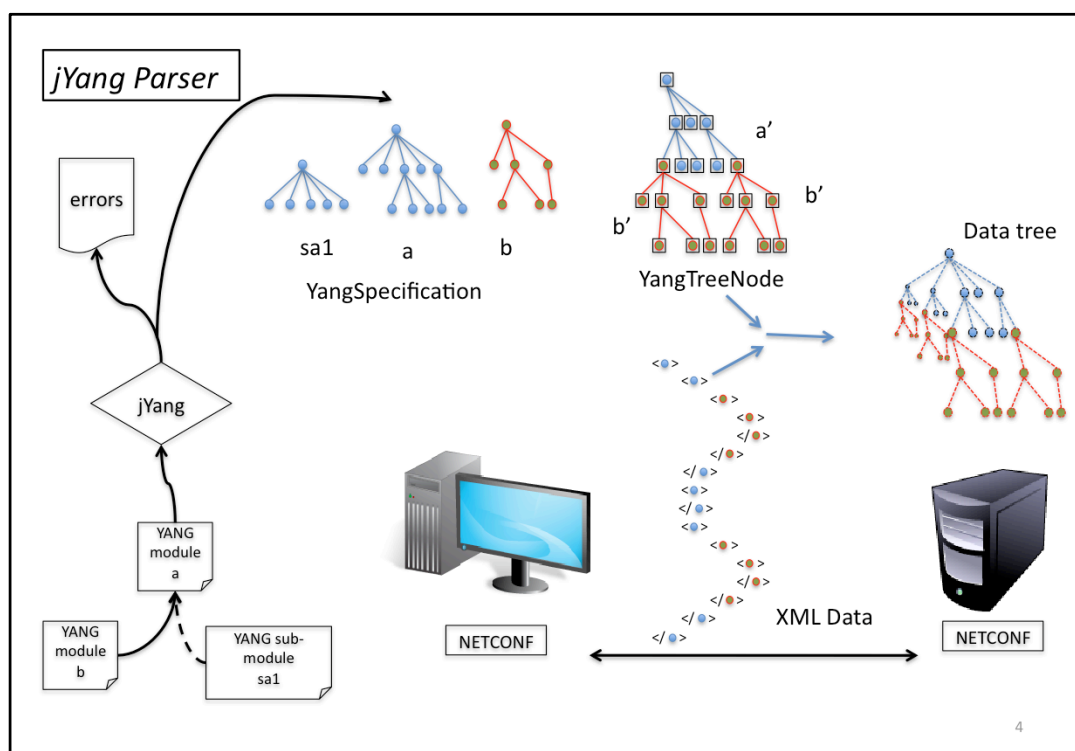 jYang Parser
errors
sa1
a
b
YangSpecification
a’
b’
b’
YangTreeNode
Data tree
jYang
YANG
module
a
YANG
module
b
YANG sub-
module
sa1
< >
< >
< >
< >
</ >
</ >
</ >
< >
</ >
< >
< >
< >
</ >
</ >
</ >
XML Data
NETCONF
NETCONF
4